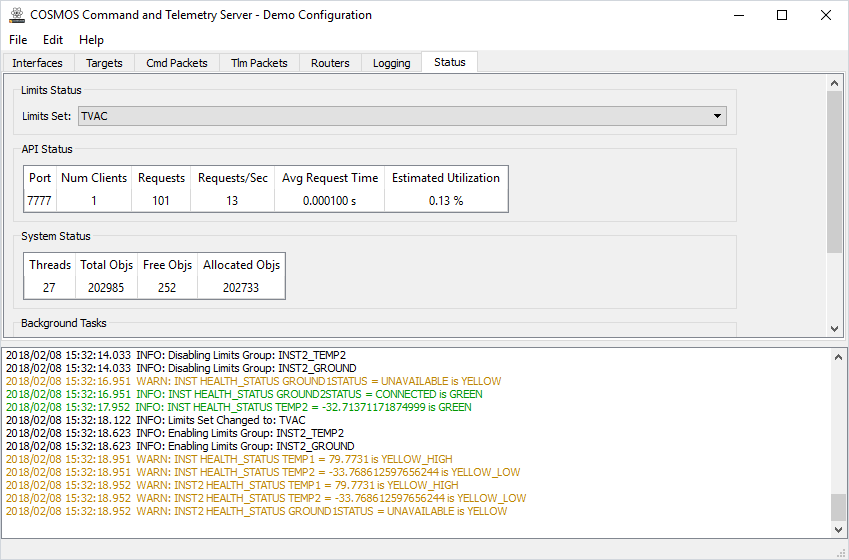 COSMOS Command and Telemetry Server - Demo Configuration
File Edit Help
Interfaces Targets Cmd Packets Tlm Packets Routers Logging Status
Limits Status
Limits Set: TVAC
API Status
Port Num Clients Requests Requests/Sec Avg Request Time Estimated Utilization
7777 1 101 13 0.000100 s 0.13 %
System Status
Threads Total Objs Free Objs Allocated Objs
27 202985 252 202733
Background Tasks
2018/02/08 15:32:14.033 INFO: Disabling Limits Group: INST2_TEMP2
2018/02/08 15:32:14.033 INFO: Disabling Limits Group: INST2_GROUND
2018/02/08 15:32:16.951 WARN: INST HEALTH_STATUS GROUND1STATUS = UNAVAILABLE is YELLOW
2018/02/08 15:32:16.951 INFO: INST HEALTH_STATUS GROUND2STATUS = CONNECTED is GREEN
2018/02/08 15:32:17.952 INFO: INST HEALTH_STATUS TEMP2 = -32.71371171874999 is GREEN
2018/02/08 15:32:18.122 INFO: Limits Set Changed to: TVAC
2018/02/08 15:32:18.623 INFO: Enabling Limits Group: INST2_TEMP2
2018/02/08 15:32:18.623 INFO: Enabling Limits Group: INST2_GROUND
2018/02/08 15:32:18.951 WARN: INST HEALTH_STATUS TEMP1 = 79.7731 is YELLOW_HIGH
2018/02/08 15:32:18.951 WARN: INST HEALTH_STATUS TEMP2 = -33.768612597656244 is YELLOW_LOW
2018/02/08 15:32:18.952 WARN: INST2 HEALTH_STATUS TEMP1 = 79.7731 is YELLOW_HIGH
2018/02/08 15:32:18.952 WARN: INST2 HEALTH_STATUS TEMP2 = -33.768612597656244 is YELLOW_LOW
2018/02/08 15:32:18.952 WARN: INST2 HEALTH_STATUS GROUND1STATUS = UNAVAILABLE is YELLOW